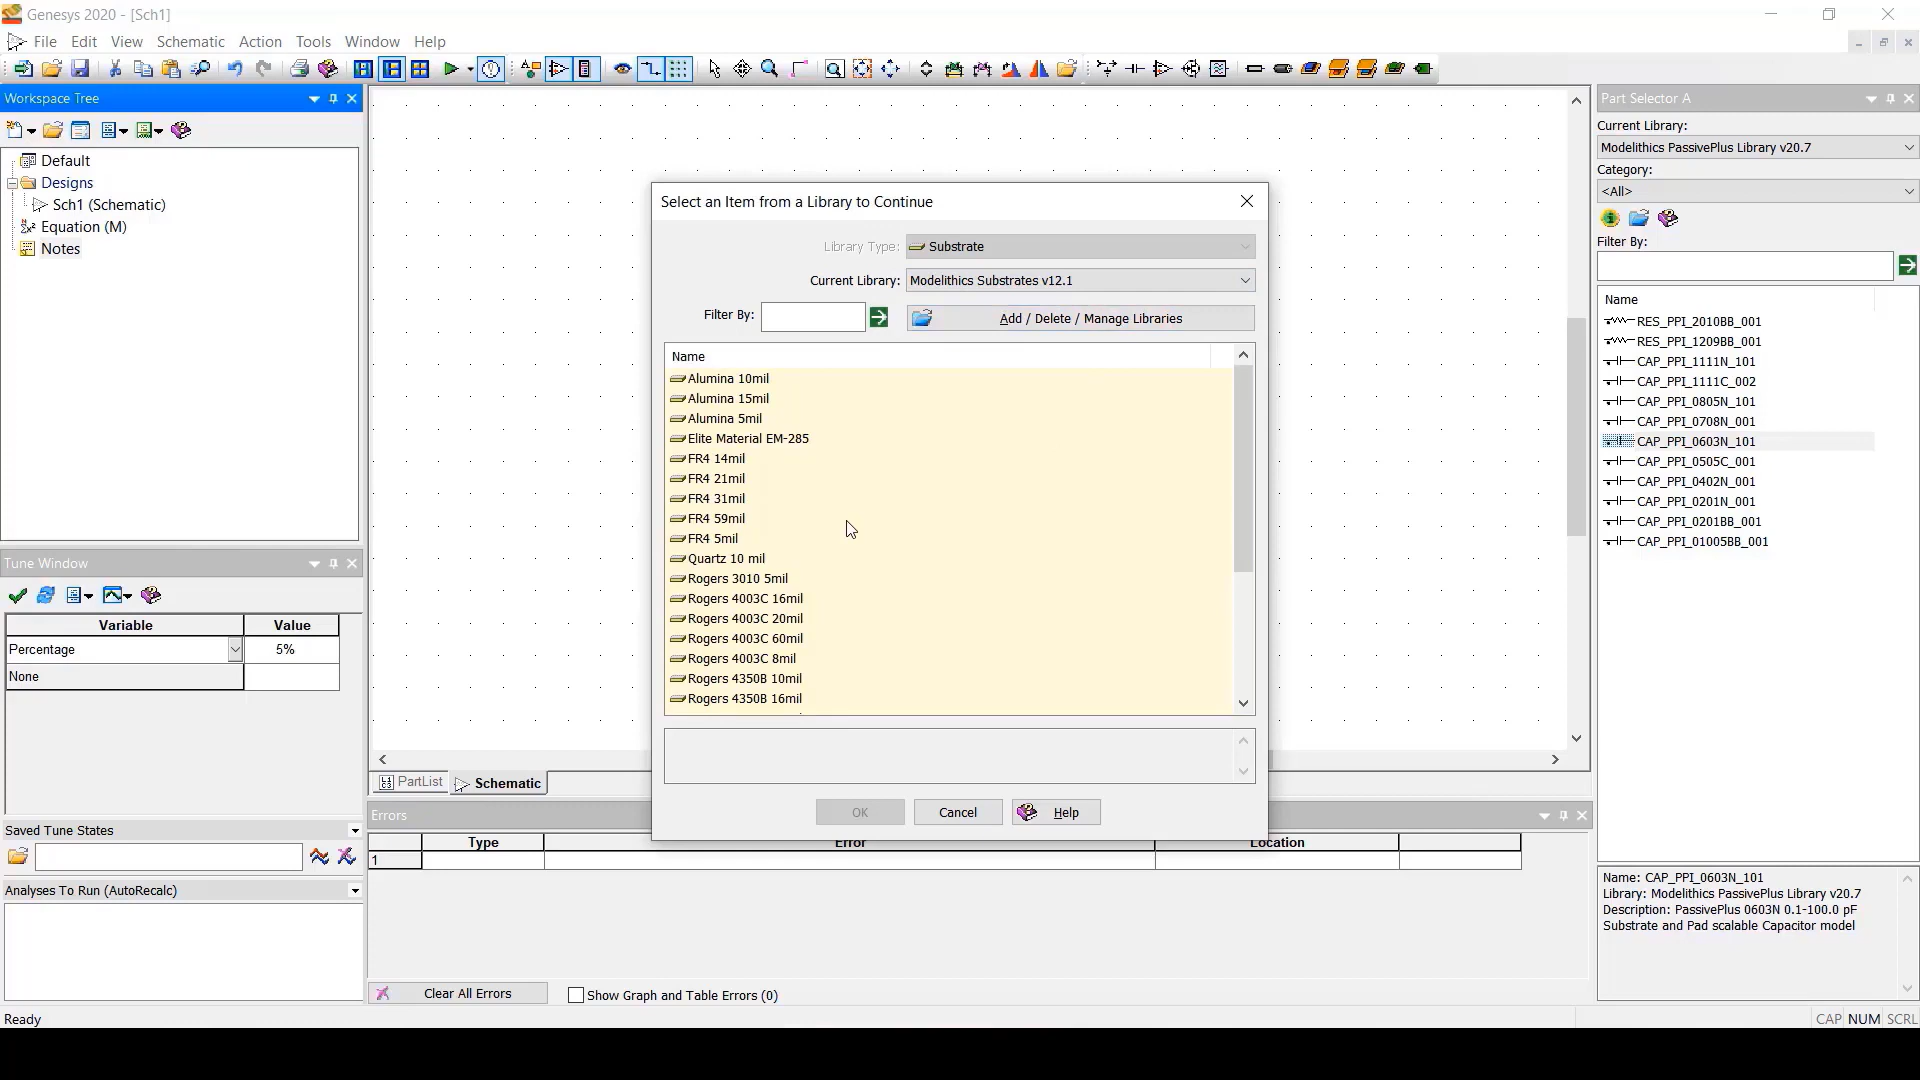 Genesys 2020 - [Sch1]
File Edit View Schematic Action Tools Window Help
Workspace Tree
Default
Designs
Sch1 (Schematic)
Equation (M)
Notes
Tune Window
Variable Value
Percentage 5%
None
Saved Tune States
Analyses To Run (AutoRecalc)
Select an Item from a Library to Continue
Library Type: Substrate
Current Library: Modelithics Substrates v12.1
Filter By: Add / Delete / Manage Libraries
Name
Alumina 10mil
Alumina 15mil
Alumina 5mil
Elite Material EM-285
FR4 14mil
FR4 21mil
FR4 31mil
FR4 59mil
FR4 5mil
Quartz 10 mil
Rogers 3010 5mil
Rogers 4003C 16mil
Rogers 4003C 20mil
Rogers 4003C 60mil
Rogers 4003C 8mil
Rogers 4350B 10mil
Rogers 4350B 16mil
OK Cancel Help
PartList Schematic
Errors
Type Error Location
1
Clear All Errors Show Graph and Table Errors (0)
Part Selector A
Current Library:
Modelithics PassivePlus Library v20.7
Category:
<All>
Filter By:
Name
RES_PPI_2010BB_001
RES_PPI_1209BB_001
CAP_PPI_1111N_101
CAP_PPI_1111C_002
CAP_PPI_0805N_101
CAP_PPI_0708N_001
CAP_PPI_0603N_101
CAP_PPI_0505C_001
CAP_PPI_0402N_001
CAP_PPI_0201N_001
CAP_PPI_0201BB_001
CAP_PPI_01005BB_001
Name: CAP_PPI_0603N_101
Library: Modelithics PassivePlus Library v20.7
Description: PassivePlus 0603N 0.1-100.0 pF
Substrate and Pad scalable Capacitor model
Ready CAP NUM SCRL